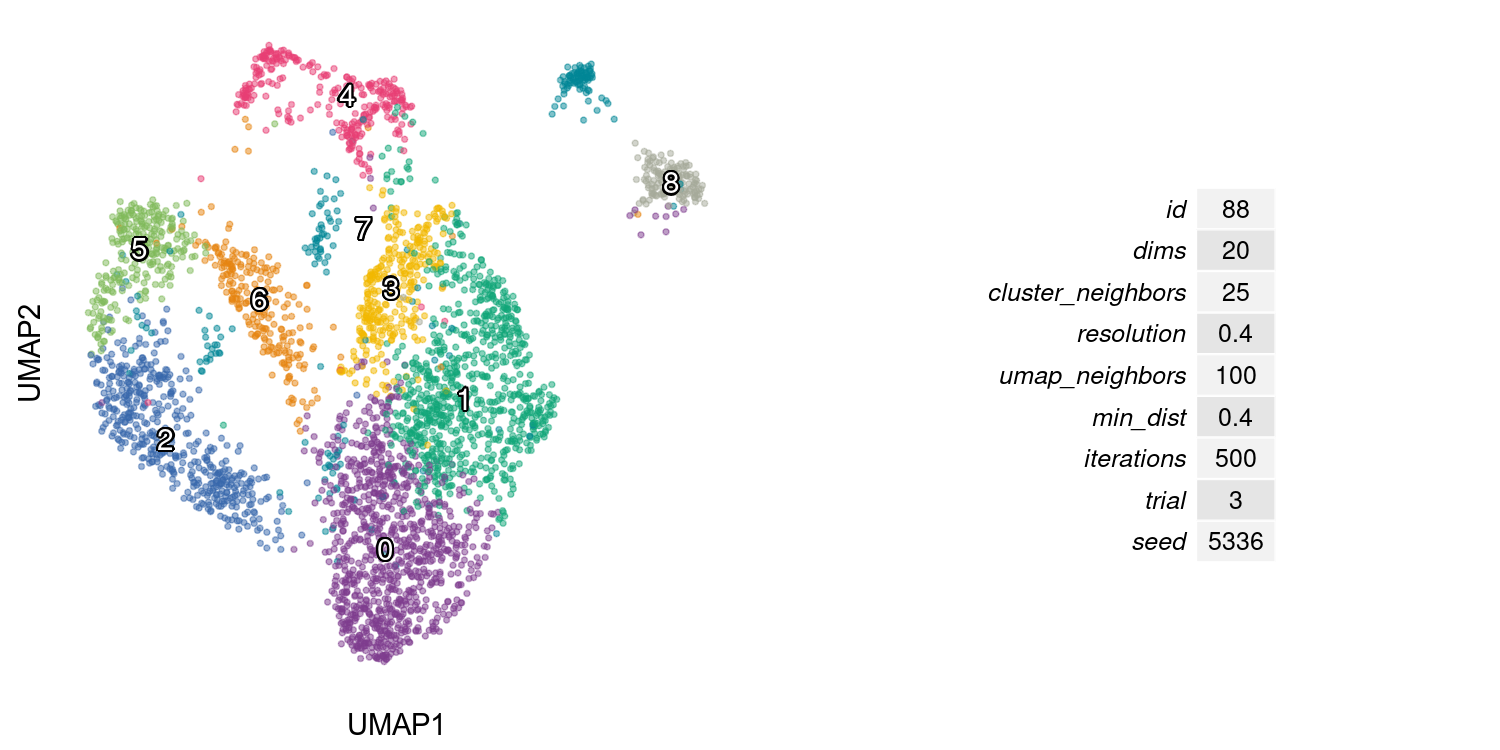 4
8
7
5
3
6
1
2
0
UMAP2
UMAP1
id 88
dims 20
cluster_neighbors 25
resolution 0.4
umap_neighbors 100
min_dist 0.4
iterations 500
trial 3
seed 5336